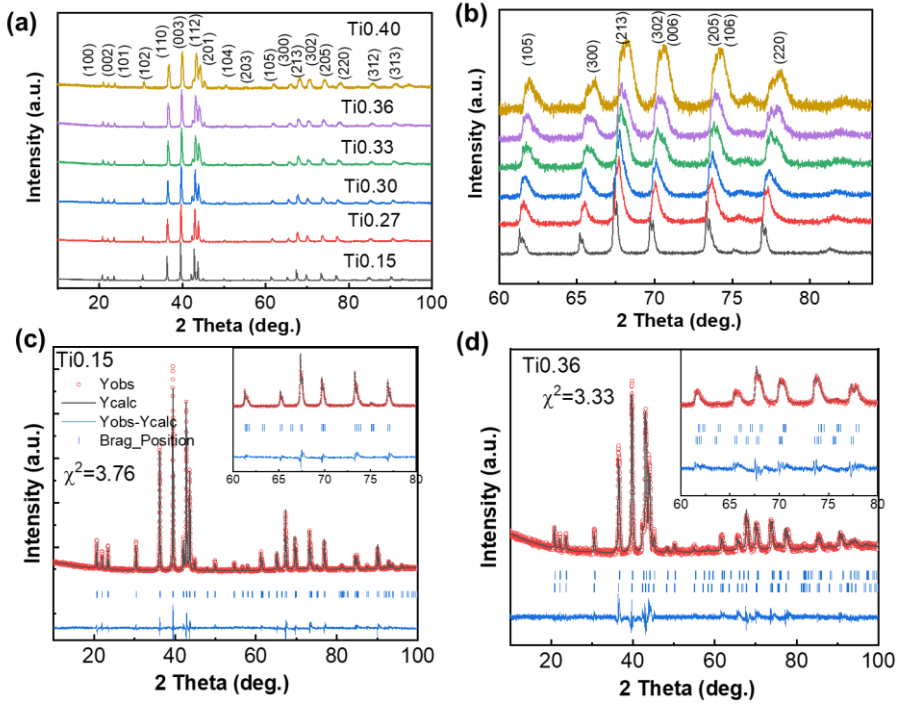 (a)
Ti0.40
(100)
(002)
(101)
(102)
(110)
(003)
(112)
(201)
(104)
(203)
(105)
(300)
(213)
(302)
(205)
(220)
(312)
(313)
Ti0.36
Ti0.33
Ti0.30
Ti0.27
Ti0.15
Intensity (a.u.)
20 40 60 80 100
2 Theta (deg.)
(b)
(105)
(300)
(213)
(302)
(006)
(205)
(106)
(220)
Intensity (a.u.)
60 65 70 75 80
2 Theta (deg.)
(c)
Ti0.15
Yobs
Ycalc
Yobs-Ycalc
Brag_Position
χ²=3.76
60 65 70 75 80
Intensity (a.u.)
20 40 60 80 100
2 Theta (deg.)
(d)
Ti0.36
χ²=3.33
60 65 70 75 80
Intensity (a.u.)
20 40 60 80 100
2 Theta (deg.)